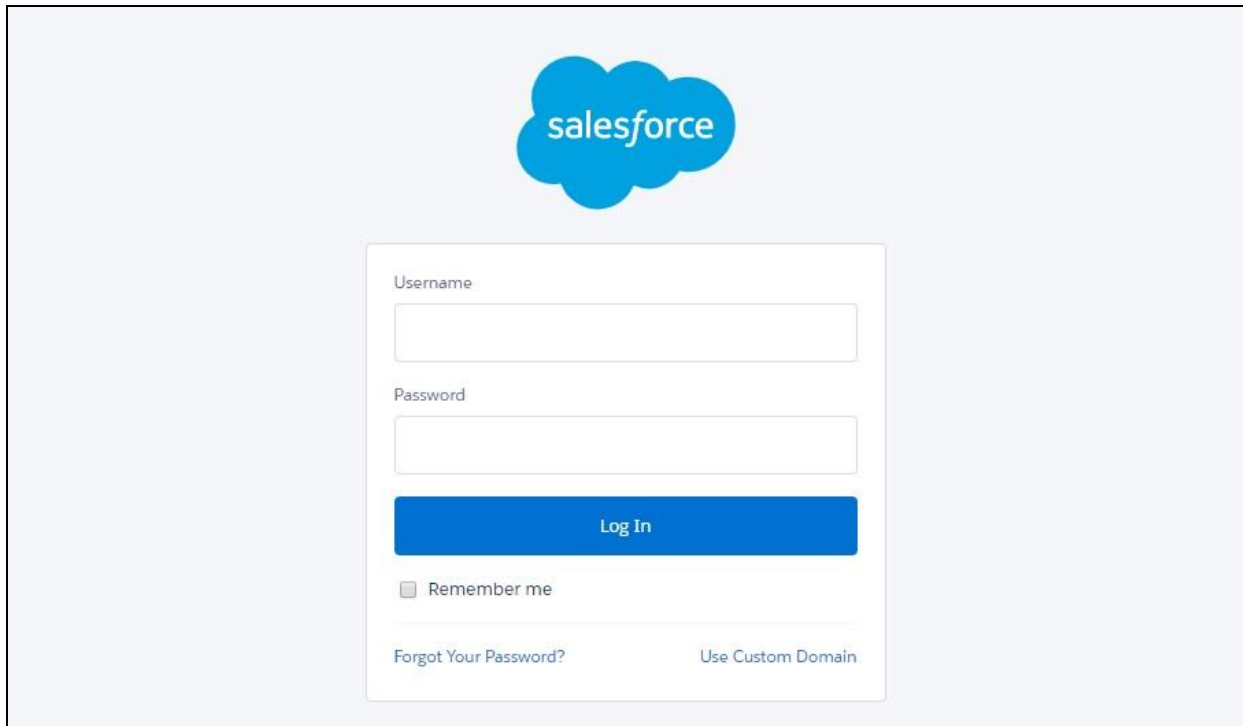 salesforce
Username
Password
Log In
Remember me
Forgot Your Password? Use Custom Domain